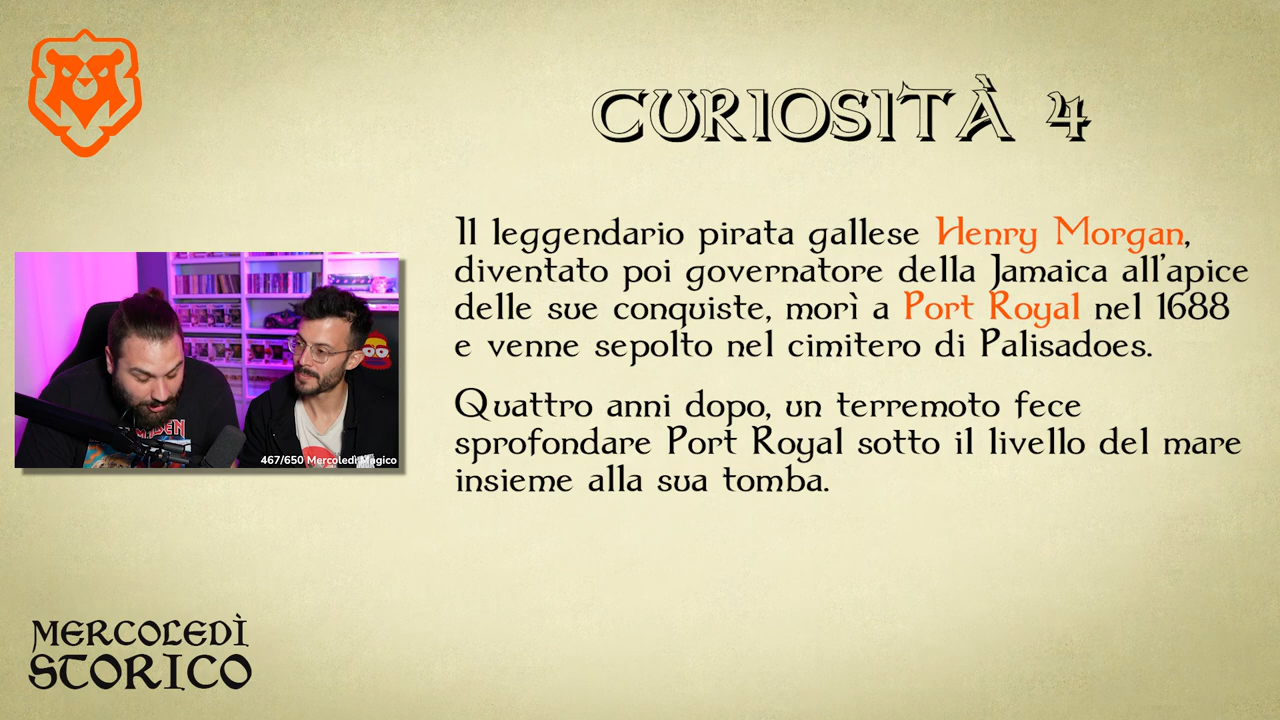 CURIOSITÀ 4
Il leggendario pirata gallese Henry Morgan,
diventato poi governatore della Jamaica all'apice
delle sue conquiste, morì a Port Royal nel 1688
e venne sepolto nel cimitero di Palisadoes.
Quattro anni dopo, un terremoto fece
sprofondare Port Royal sotto il livello del mare
insieme alla sua tomba.
467/650 Mercoledì Magico
MERCOLEDÌ
STORICO